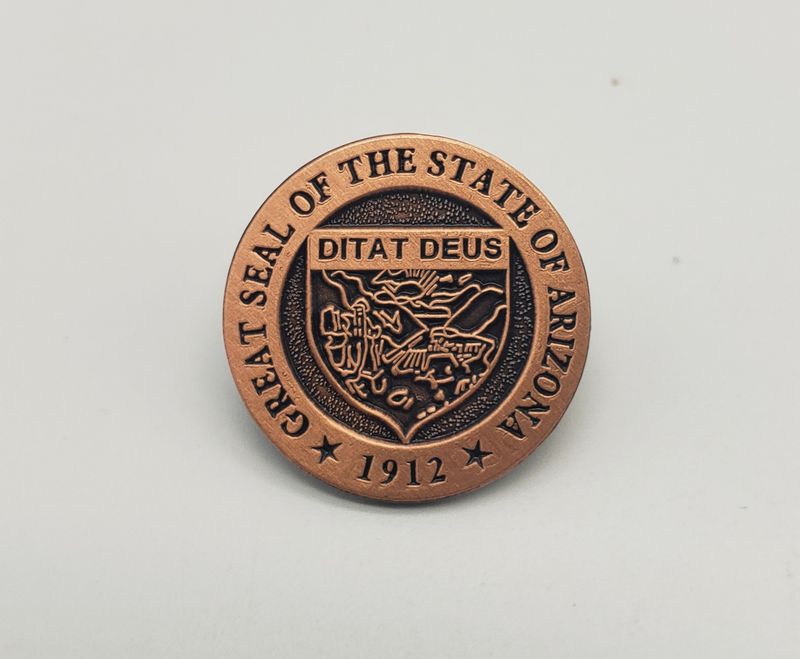 GREAT SEAL OF THE STATE OF ARIZONA
DITAT DEUS
1912